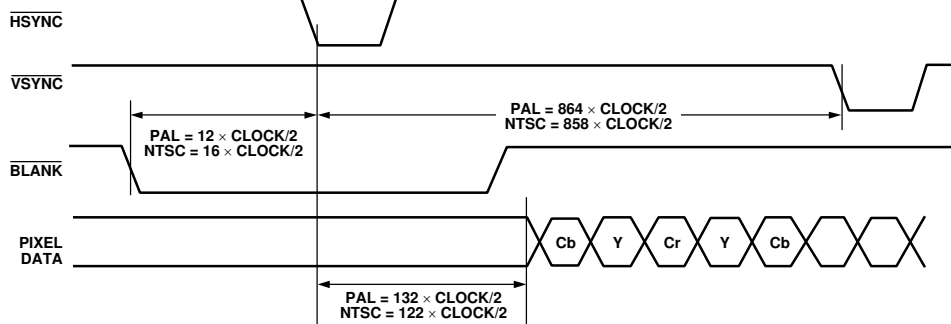 HSYNC
VSYNC
PAL = 864 × CLOCK/2
NTSC = 858 × CLOCK/2
PAL = 12 × CLOCK/2
NTSC = 16 × CLOCK/2
BLANK
PIXEL
DATA
Cb Y Cr Y Cb
PAL = 132 × CLOCK/2
NTSC = 122 × CLOCK/2